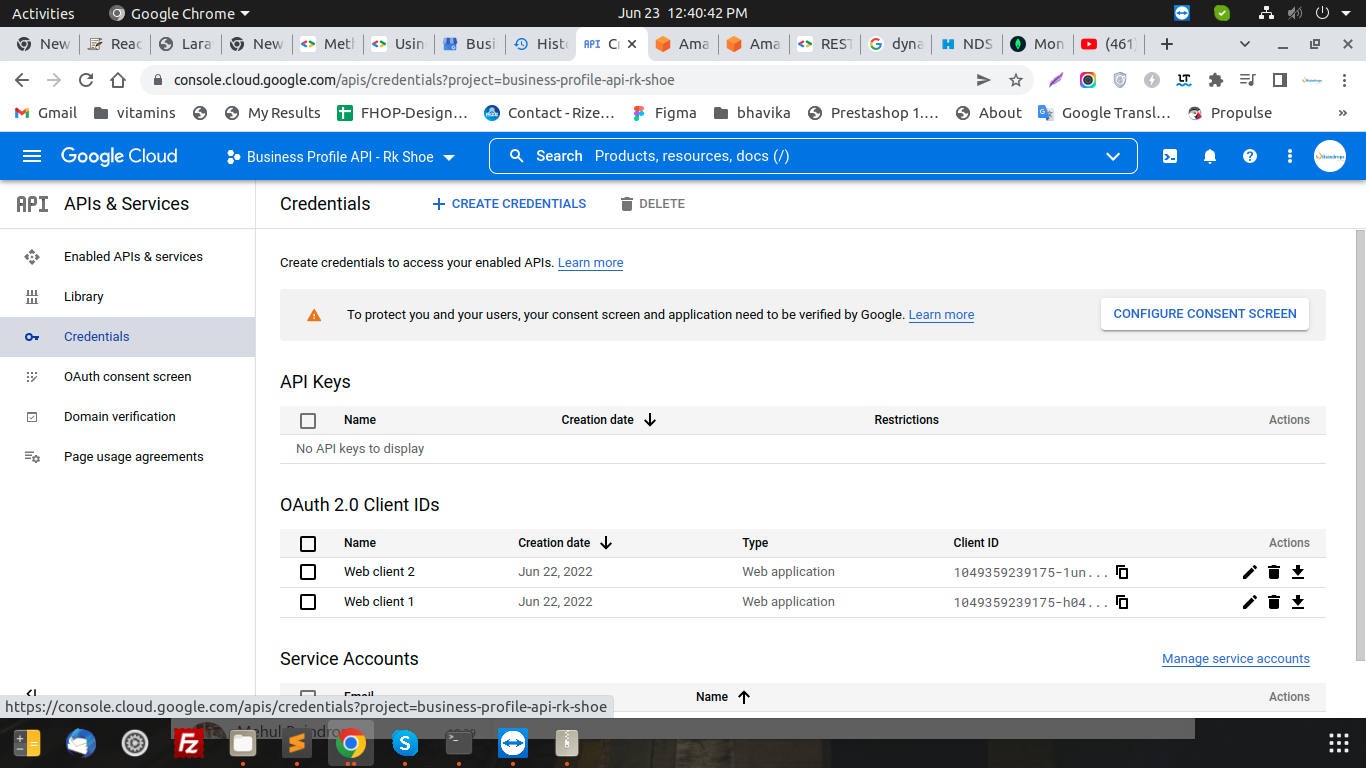 Activities Google Chrome Jun 23 12:40:42 PM
New Reac Lara New Met Usin Busi Hist API C Ama Ama REST dyna NDS Mon (461)
console.cloud.google.com/apis/credentials?project=business-profile-api-rk-shoe
Gmail vitamins My Results FHOP-Design... Contact - Rize... Figma bhavika Prestashop 1.... About Google Transl... Propulse »
Google Cloud Business Profile API - Rk Shoe Search Products, resources, docs (/)
API APIs & Services Credentials + CREATE CREDENTIALS DELETE
Enabled APIs & services
Library
Credentials
OAuth consent screen
Domain verification
Page usage agreements
Create credentials to access your enabled APIs. Learn more
To protect you and your users, your consent screen and application need to be verified by Google. Learn more CONFIGURE CONSENT SCREEN
API Keys
Name Creation date Restrictions Actions
No API keys to display
OAuth 2.0 Client IDs
Name Creation date Type Client ID Actions
Web client 2 Jun 22, 2022 Web application 1049359239175-1un...
Web client 1 Jun 22, 2022 Web application 1049359239175-h04...
Service Accounts Manage service accounts
Email Name Actions
https://console.cloud.google.com/apis/credentials?project=business-profile-api-rk-shoe